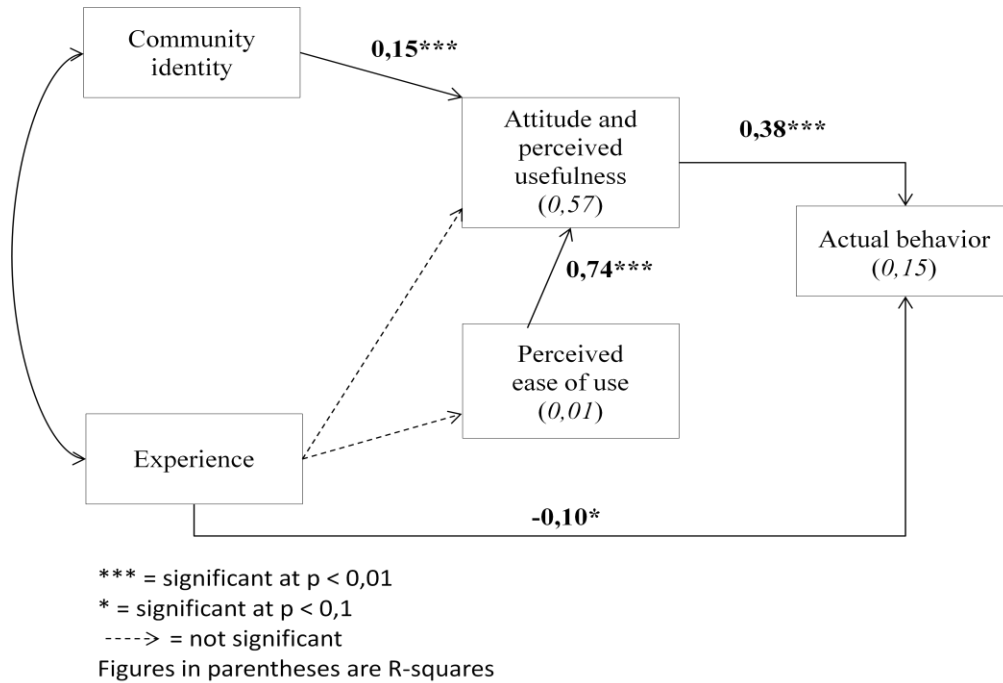 Community
identity
0,15***
Attitude and
perceived
usefulness
(0,57)
0,38***
Actual behavior
(0,15)
0,74***
Perceived
ease of use
(0,01)
Experience
-0,10*
*** = significant at p < 0,01
* = significant at p < 0,1
-----> = not significant
Figures in parentheses are R-squares